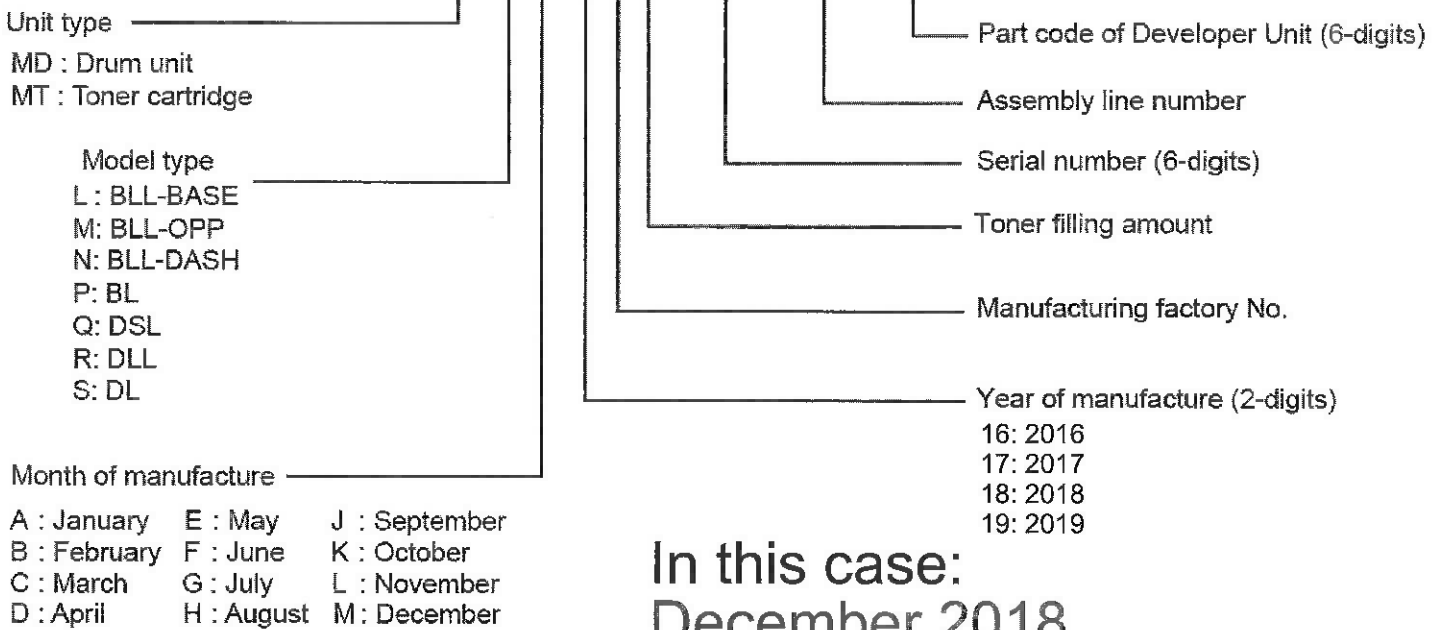 Unit type
MD : Drum unit
MT : Toner cartridge
Model type
L : BLL-BASE
M: BLL-OPP
N: BLL-DASH
P: BL
Q: DSL
R: DLL
S: DL
Month of manufacture
A : January E : May J : September
B : February F : June K : October
C : March G : July L : November
D : April H : August M : December
Part code of Developer Unit (6-digits)
Assembly line number
Serial number (6-digits)
Toner filling amount
Manufacturing factory No.
Year of manufacture (2-digits)
16: 2016
17: 2017
18: 2018
19: 2019
In this case:
December 2018